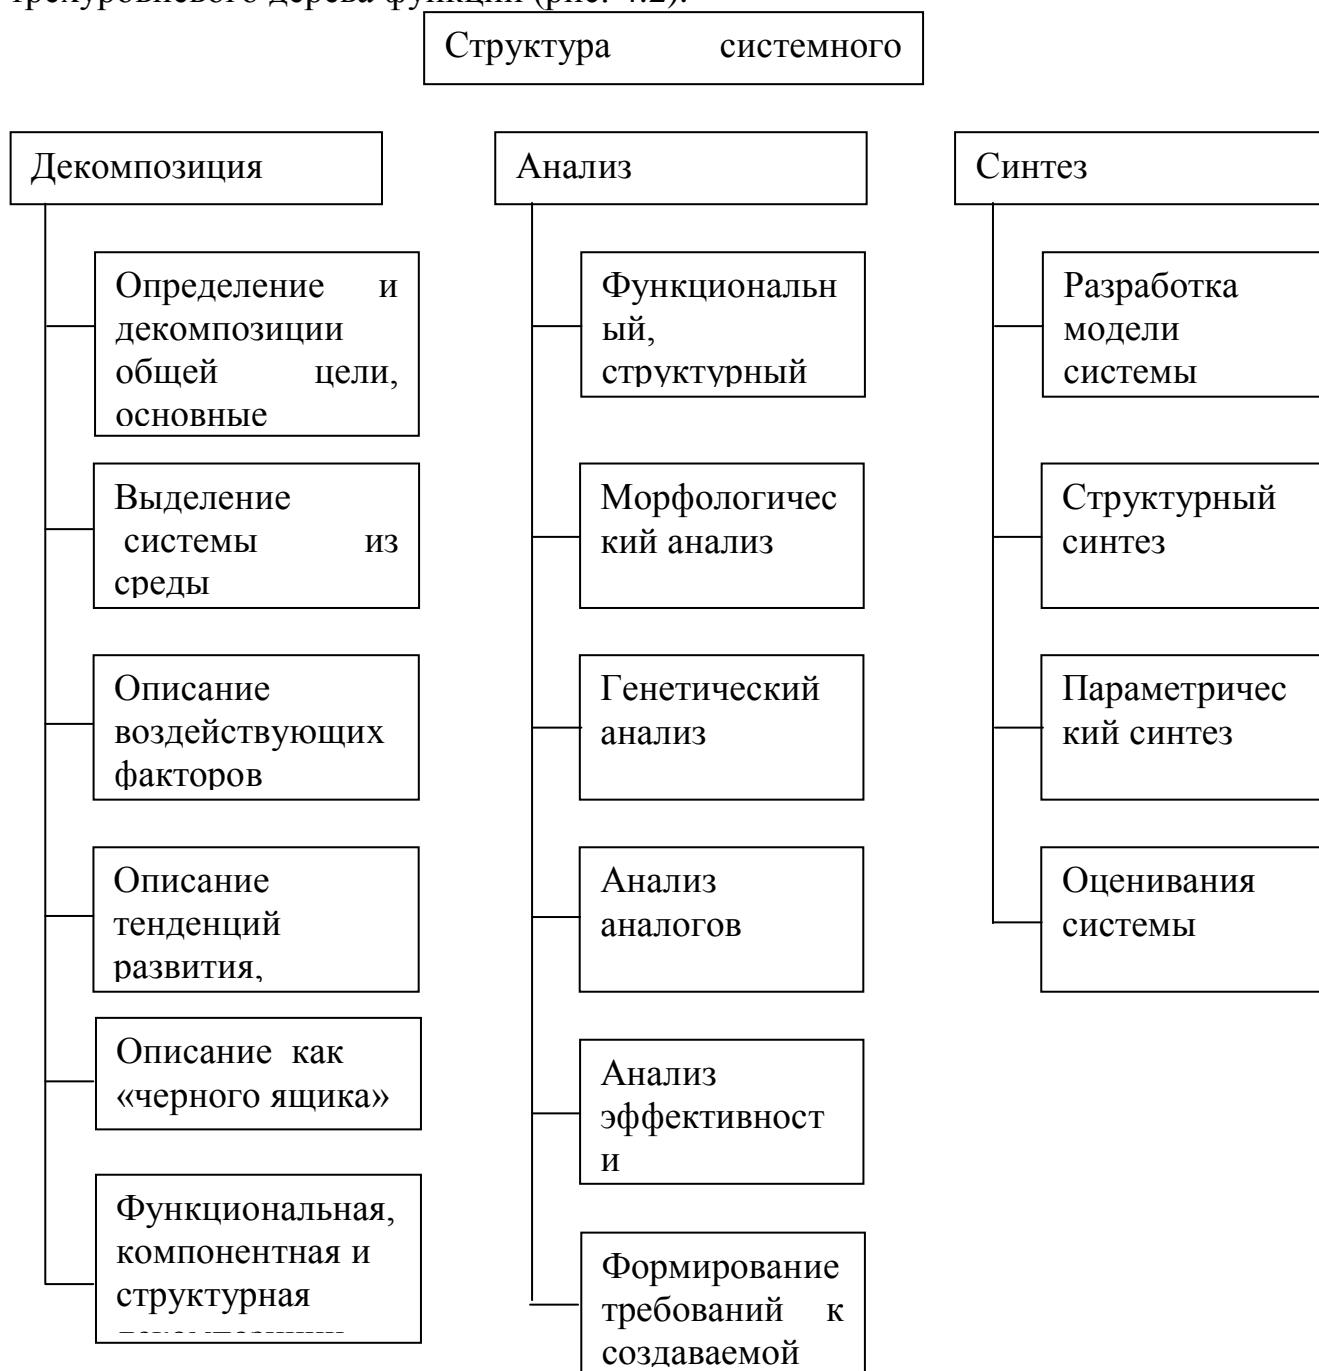 трехуровневого дерева функций (рис. 4.2).
Структура системного
Декомпозиция
Определение и
декомпозиции
общей цели,
основные
Выделение
системы из
среды
Описание
воздействующих
факторов
Описание
тенденций
развития,
Описание как
«черного ящика»
Функциональная,
компонентная и
структурная
Анализ
Функциональн
ый,
структурный
Морфологичес
кий анализ
Генетический
анализ
Анализ
аналогов
Анализ
эффективност
и
Формирование
требований к
создаваемой
Синтез
Разработка
модели
системы
Структурный
синтез
Параметричес
кий синтез
Оценивания
системы